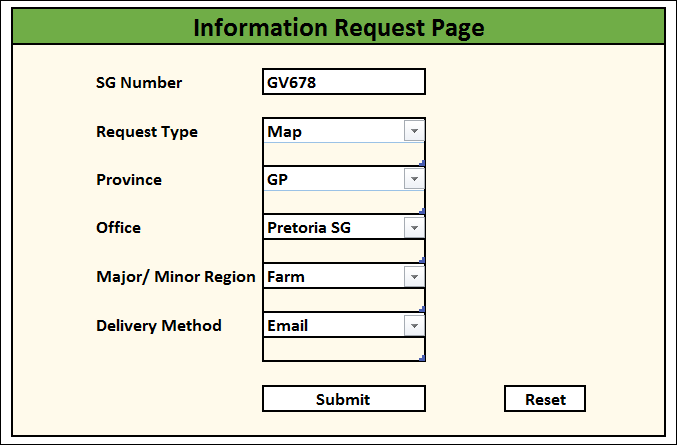 Information Request Page
SG Number GV678
Request Type Map
Province GP
Office Pretoria SG
Major/ Minor Region Farm
Delivery Method Email
Submit Reset